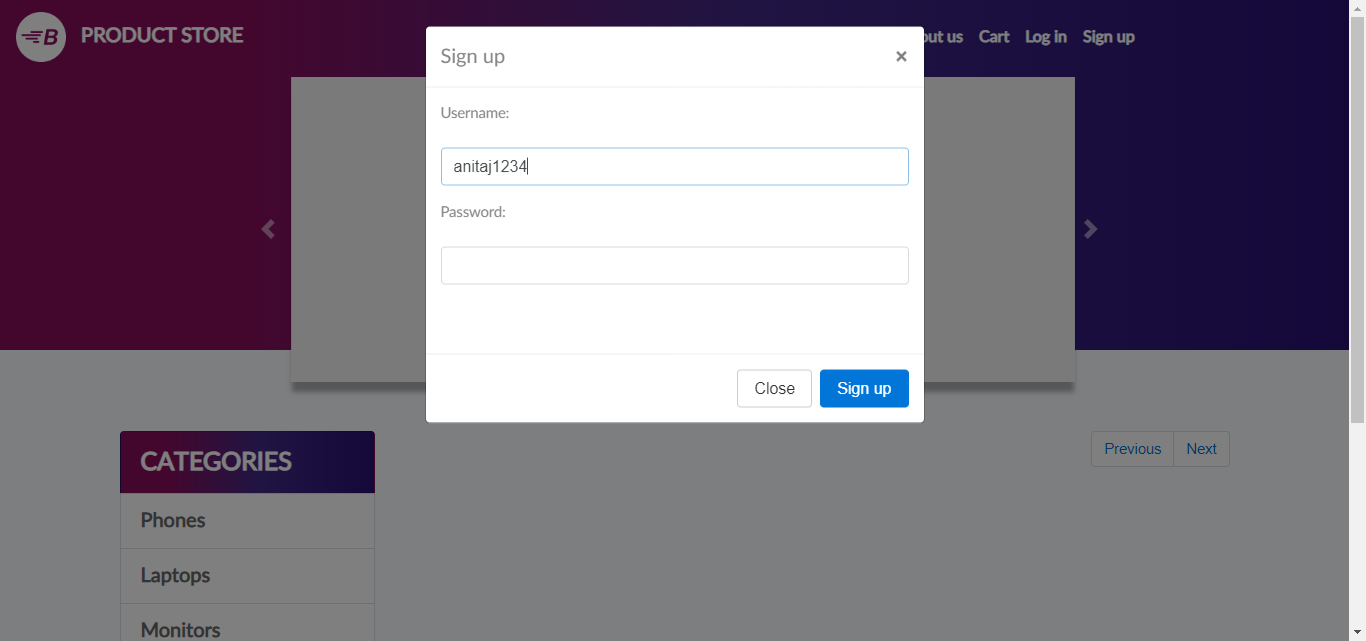 B PRODUCT STORE
out us Cart Log in Sign up
Sign up ×
Username:
anitaj1234
Password:
Close Sign up
CATEGORIES
Previous Next
Phones
Laptops
Monitors